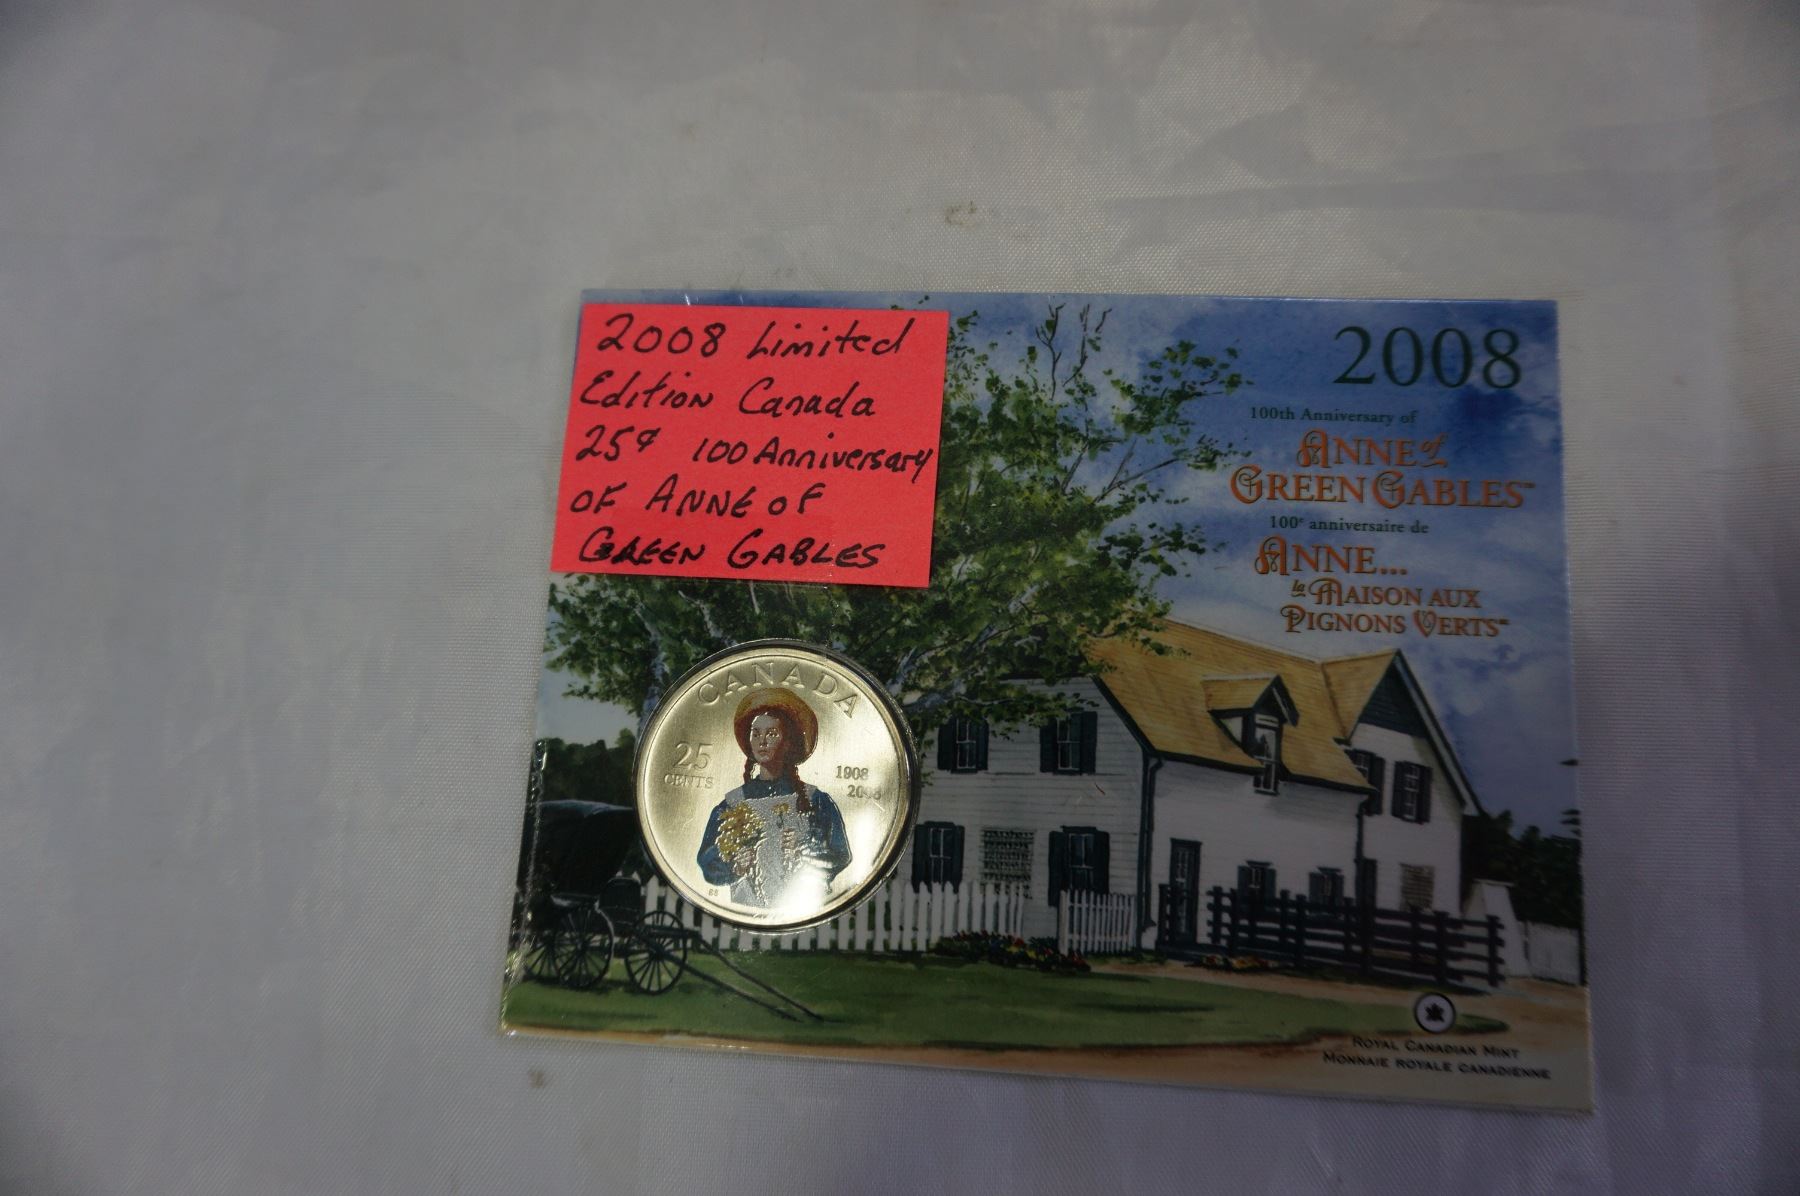 2008 Limited
Edition Canada
25¢ 100 Anniversary
OF ANNE OF
GREEN GABLES
2008
100th Anniversary of
ANNE of
GREEN GABLES™
100e anniversaire de
ANNE...
la MAISON AUX
PIGNONS VERTS
CANADA
25
CENTS
1908
2008
ROYAL CANADIAN MINT
MONNAIE ROYALE CANADIENNE